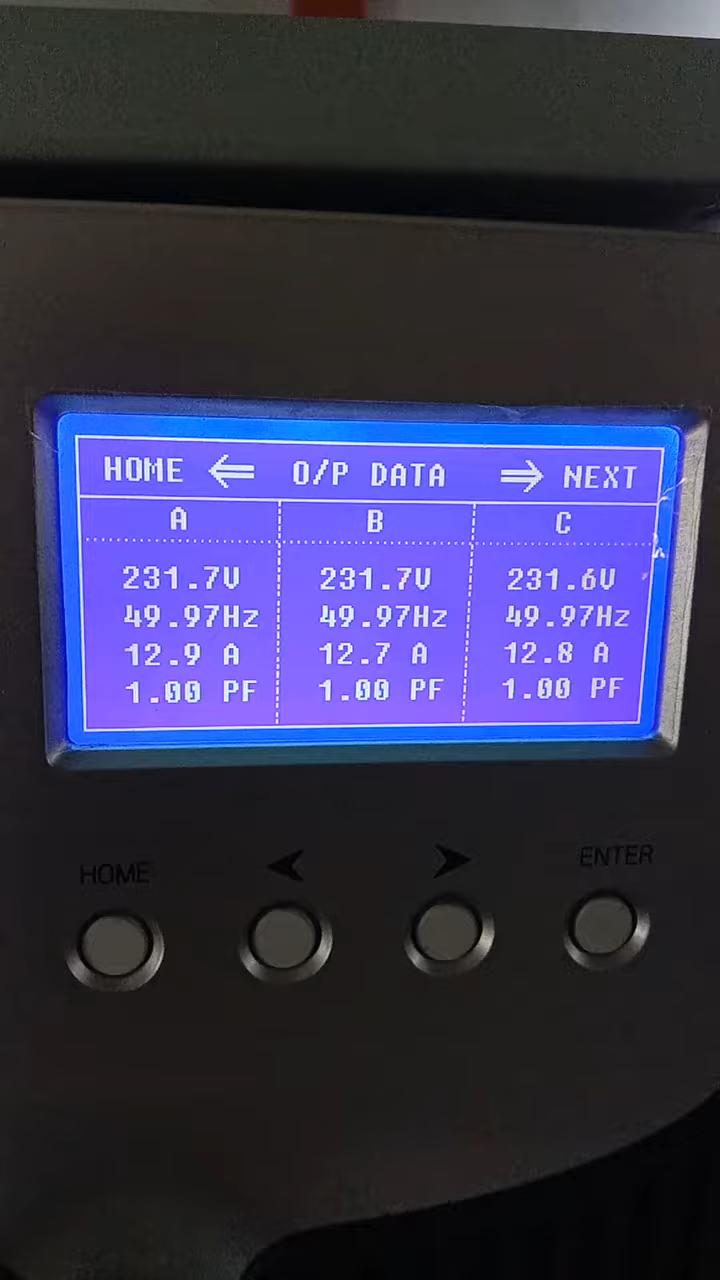 HOME ⇐ O/P DATA ⇒ NEXT
A B C
231.7V 231.7V 231.6V
49.97Hz 49.97Hz 49.97Hz
12.9 A 12.7 A 12.8 A
1.00 PF 1.00 PF 1.00 PF
HOME ENTER